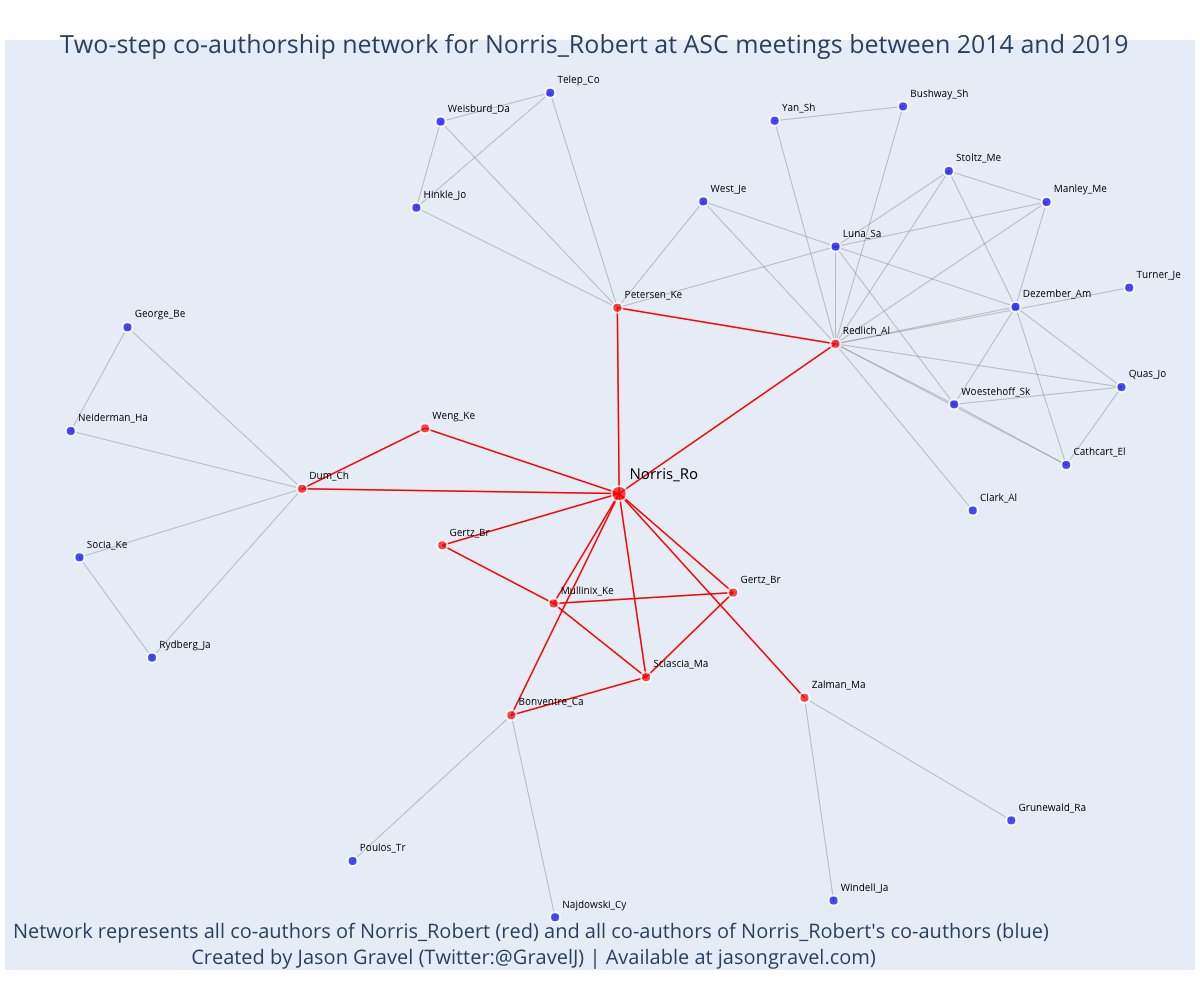 Two-step co-authorship network for Norris_Robert at ASC meetings between 2014 and 2019
Telep_Co
Weisburd_Da
Bushway_Sh
Yan_Sh
Stoltz_Me
Manley_Me
West_Je
Hinkle_Jo
Luna_Sa
Turner_Je
Petersen_Ke
Dezember_Am
George_Be
Redlich_Al
Quas_Jo
Woestehoff_Sk
Weng_Ke
Neiderman_Ha
Cathcart_El
Norris_Ro
Dum_Ch
Clark_Al
Gertz_Br
Socia_Ke
Gertz_Br
Mullinix_Ke
Rydberg_Ja
Sclascia_Ma
Zalman_Ma
Bonventre_Ca
Grunewald_Ra
Poulos_Tr
Windell_Ja
Najdowski_Cy
Network represents all co-authors of Norris_Robert (red) and all co-authors of Norris_Robert's co-authors (blue)
Created by Jason Gravel (Twitter:@GravelJ) | Available at jasongravel.com)